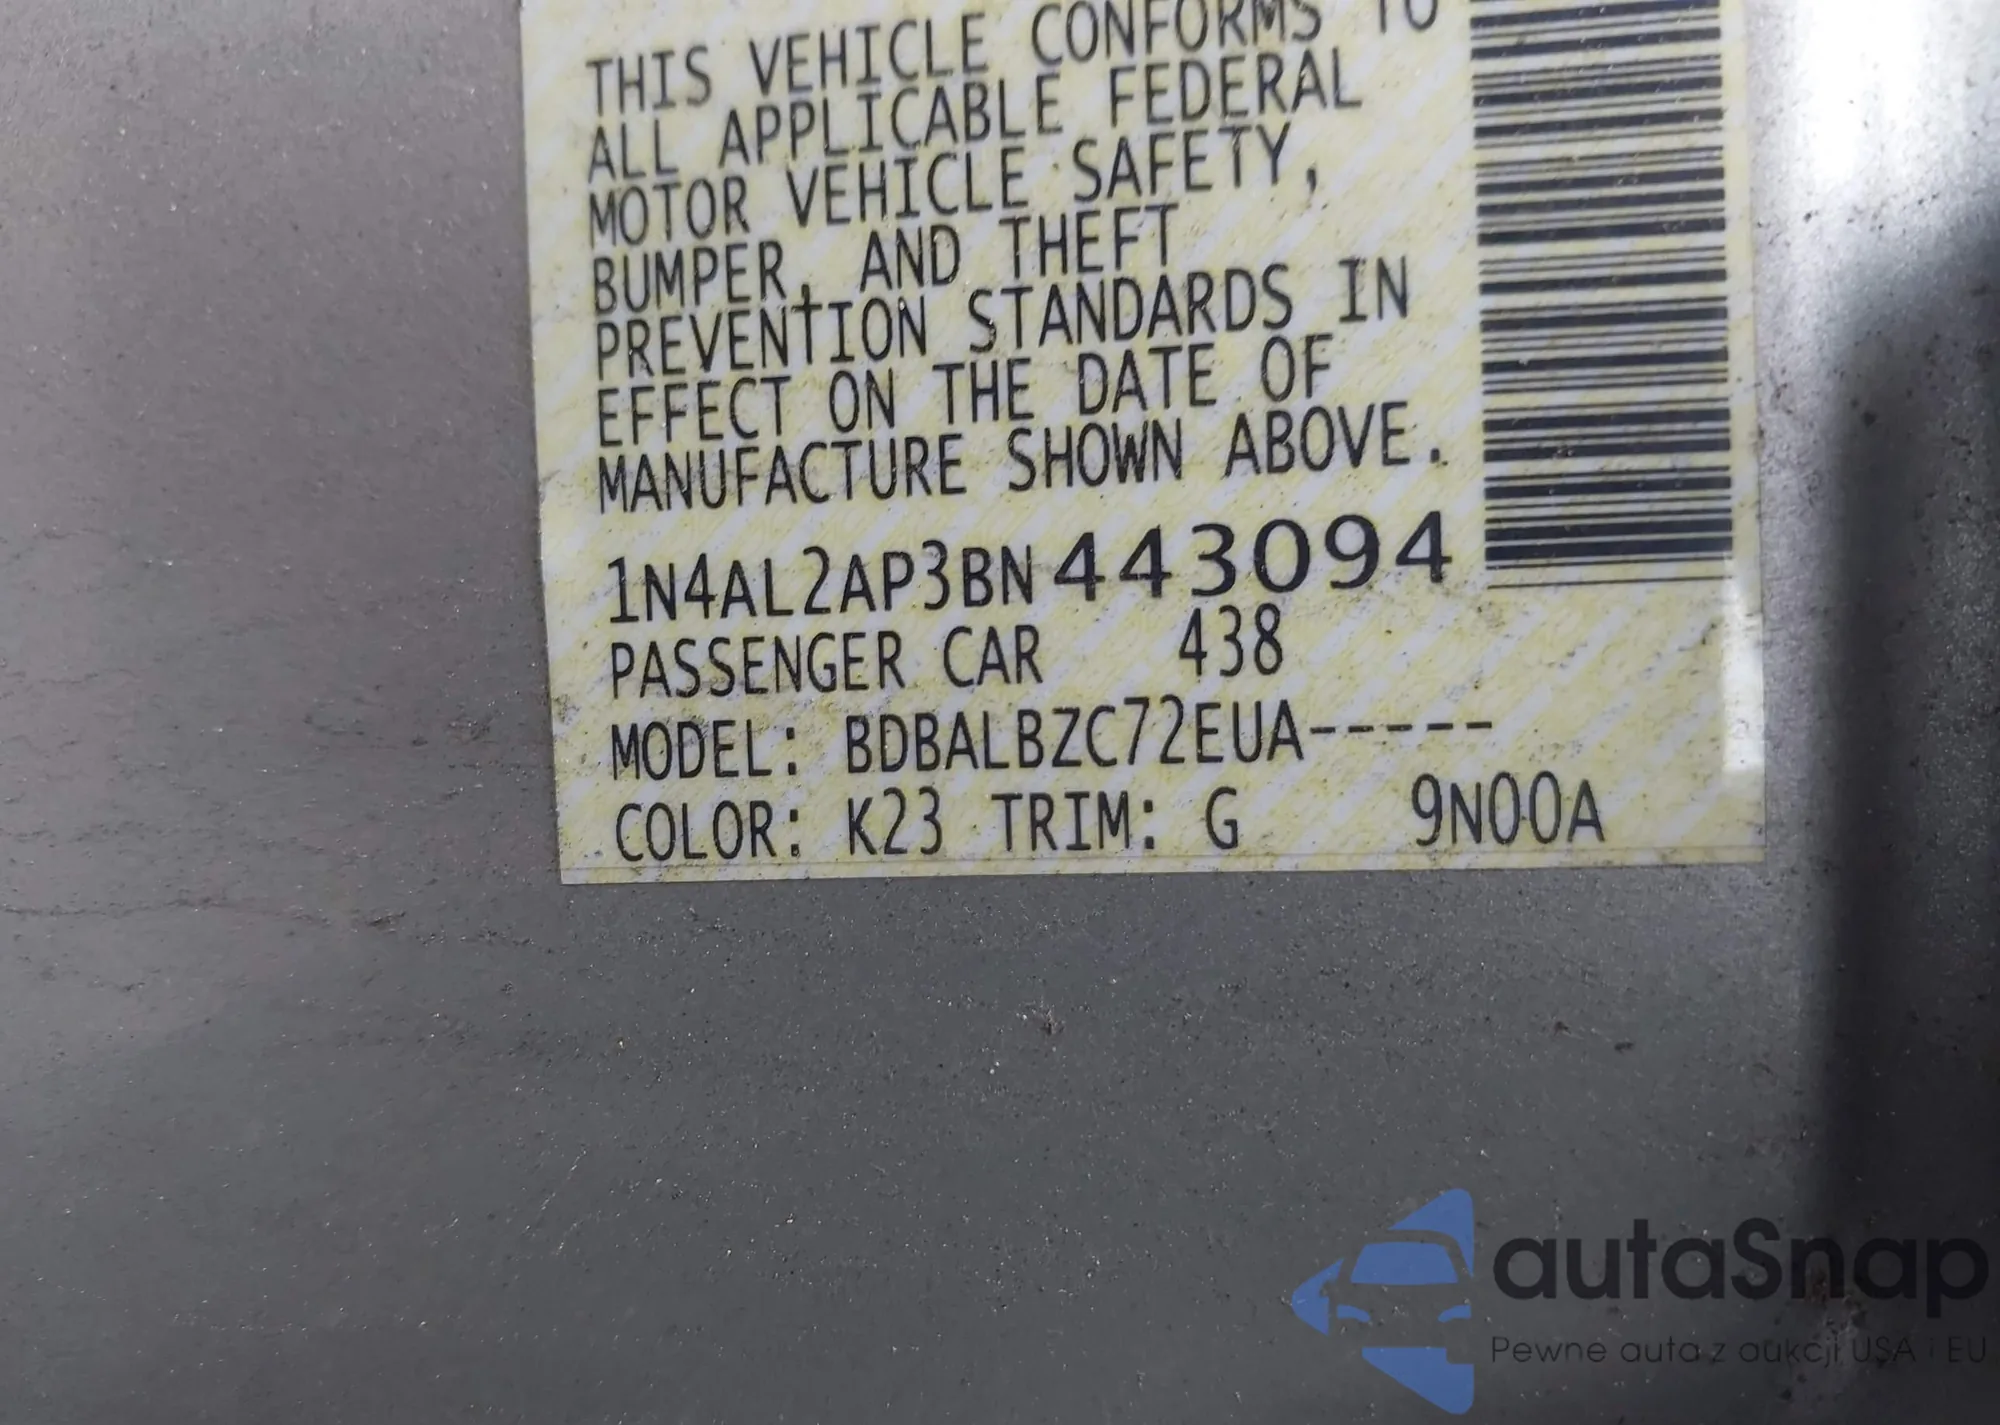 THIS VEHICLE CONFORMS TO
ALL APPLICABLE FEDERAL
MOTOR VEHICLE SAFETY,
BUMPER, AND THEFT
PREVENTION STANDARDS IN
EFFECT ON THE DATE OF
MANUFACTURE SHOWN ABOVE.
1N4AL2AP3BN443094
PASSENGER CAR 438
MODEL: BDBALBZC72EUA-----
COLOR: K23 TRIM: G 9N00A
autaSnap
Pewne auta z aukcji USA i EU